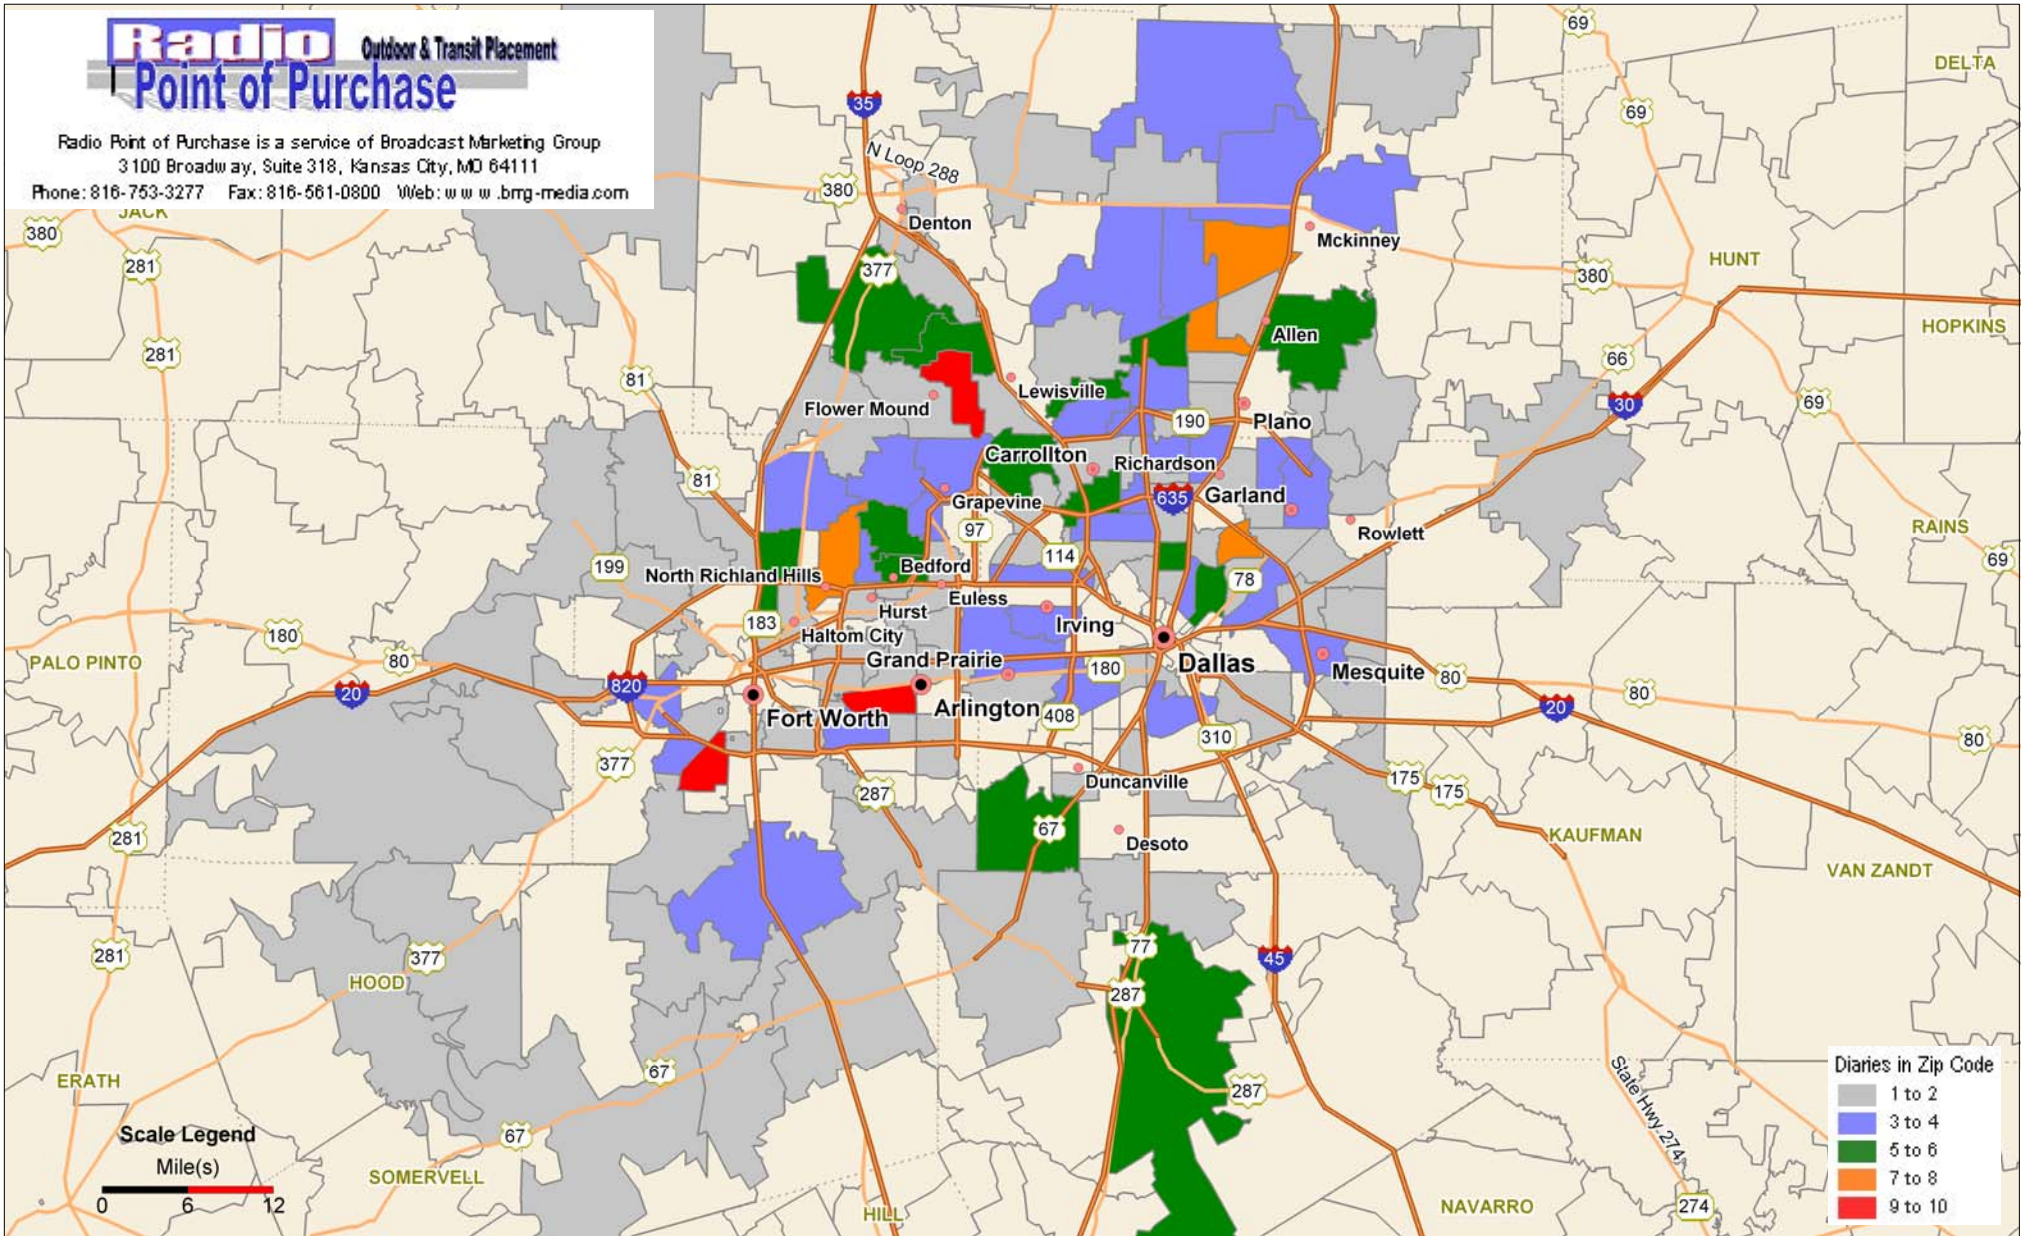 Radio
Outdoor & Transit Placement
Point of Purchase
Radio Point of Purchase is a service of Broadcast Marketing Group
3100 Broadway, Suite 318, Kansas City, MO 64111
Phone: 816-753-3277 Fax: 816-561-0800 Web: www.bmg-media.com
69
DELTA
35
69
N Loop 288
380
JACK
380
Denton
Mckinney
281
377
HUNT
380
HOPKINS
Allen
281
66
81
Lewisville
Flower Mound
30
69
190
Plano
Carrollton
Richardson
81
Grapevine
635
Garland
97
Rowlett
RAINS
114
69
199
Bedford
North Richland Hills
78
Euless
Hurst
183
Irving
180
Haltom City
80
PALO PINTO
Grand Prairie
180
Dallas
Mesquite
80
820
20
80
Fort Worth
Arlington
408
20
310
80
377
Duncanville
175
175
287
281
67
Desoto
KAUFMAN
VAN ZANDT
77
281
377
45
HOOD
287
67
ERATH
287
State Hwy 274
Diaries in Zip Code
1 to 2
3 to 4
5 to 6
7 to 8
9 to 10
Scale Legend
Mile(s)
0 6 12
67
SOMERVELL
HILL
NAVARRO
274